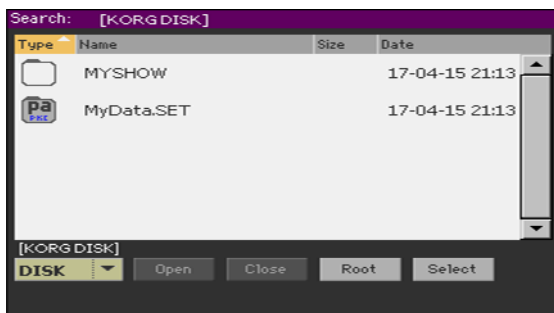 Search: [KORG DISK]
Type Name Size Date
MYSHOW 17-04-15 21:13
Pa PKG MyData.SET 17-04-15 21:13
[KORG DISK]
DISK Open Close Root Select